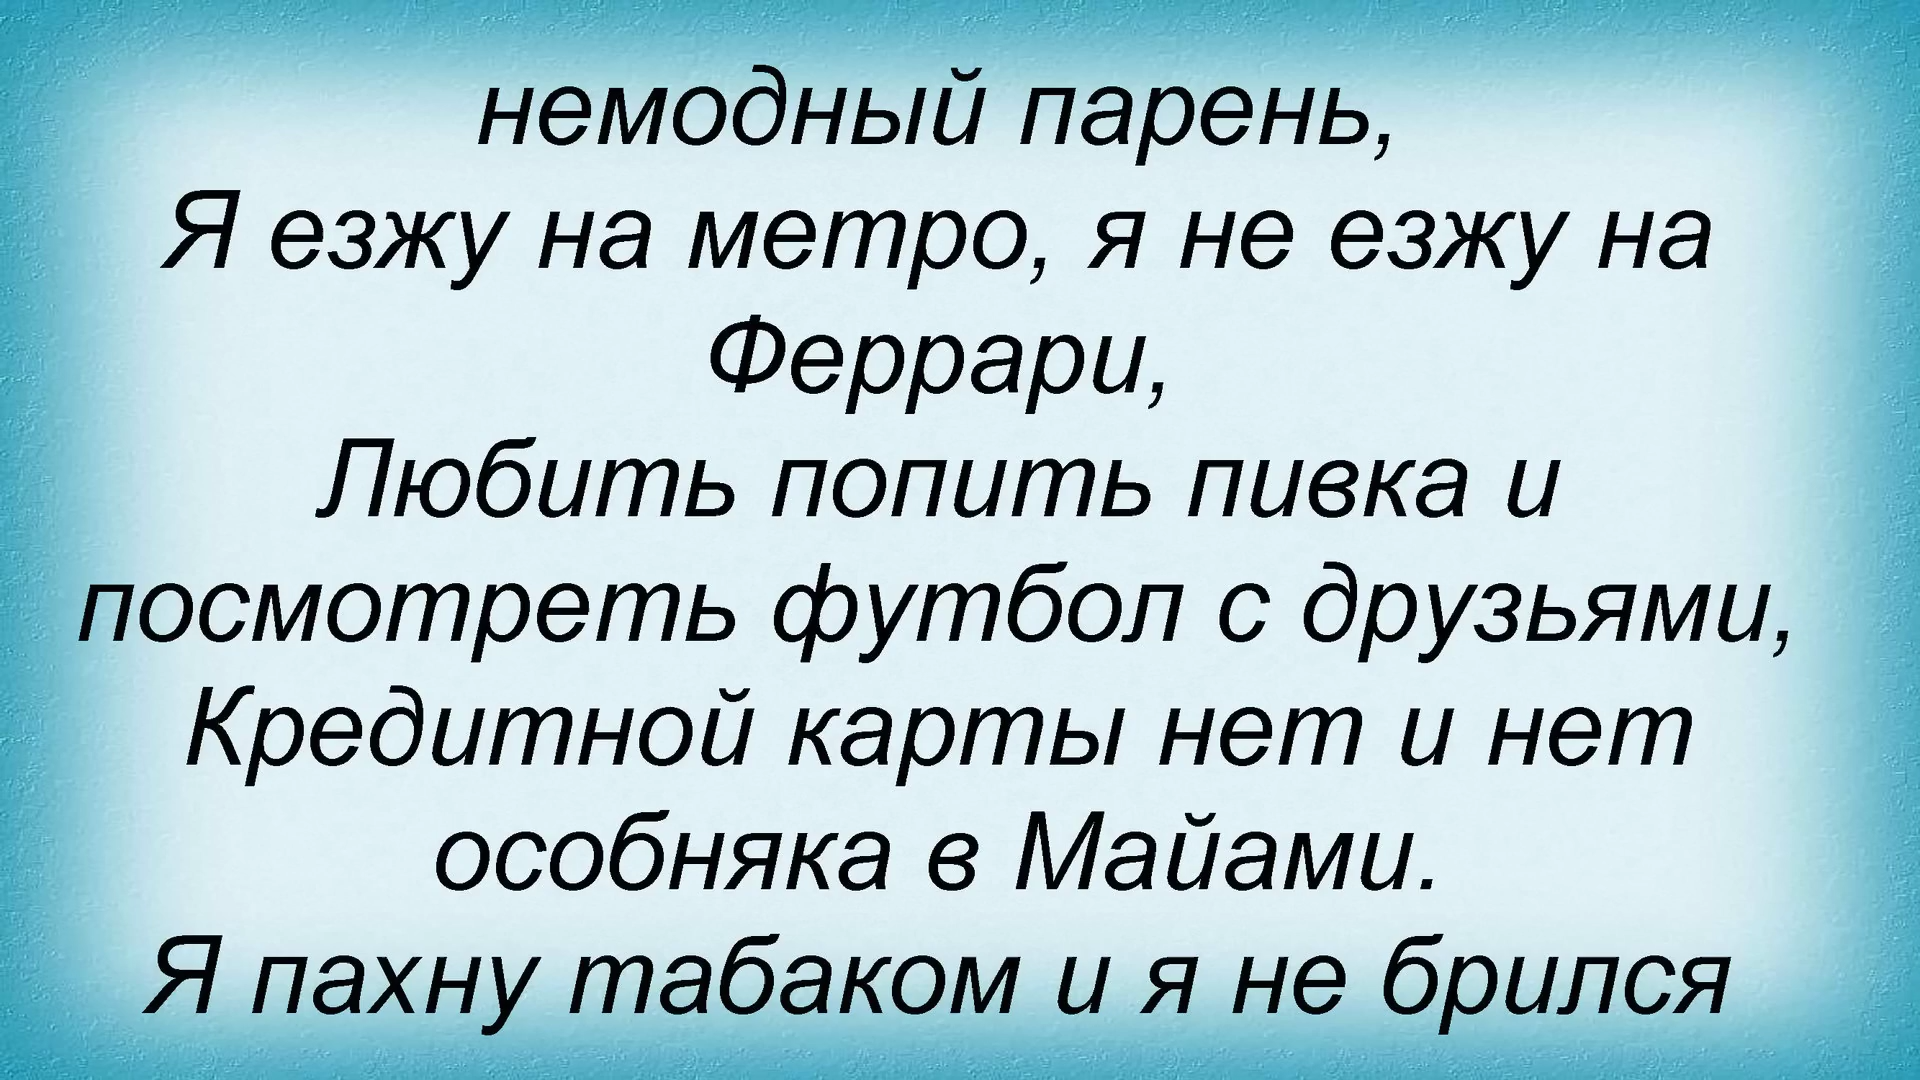 немодный парень,
Я езжу на метро, я не езжу на
Феррари,
Любить попить пивка и
посмотреть футбол с друзьями,
Кредитной карты нет и нет
особняка в Майами.
Я пахну табаком и я не брился